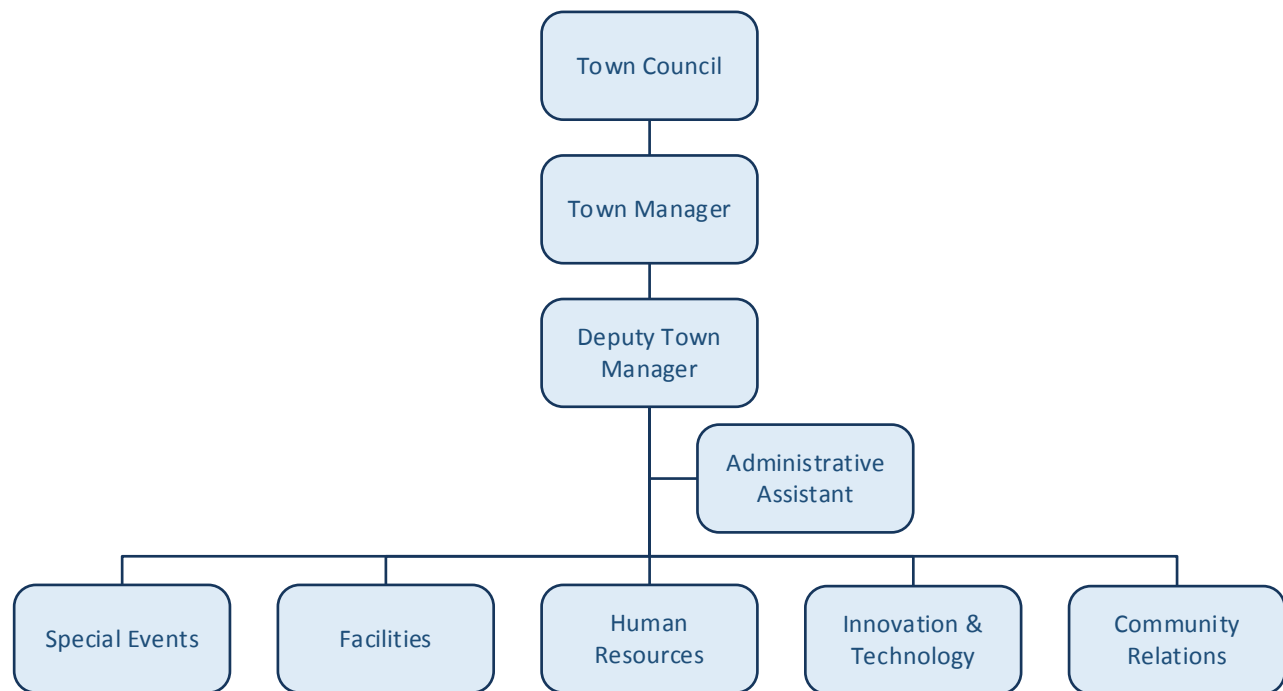 Town Council
Town Manager
Deputy Town
Manager
Administrative
Assistant
Special Events
Facilities
Human
Resources
Innovation &
Technology
Community
Relations